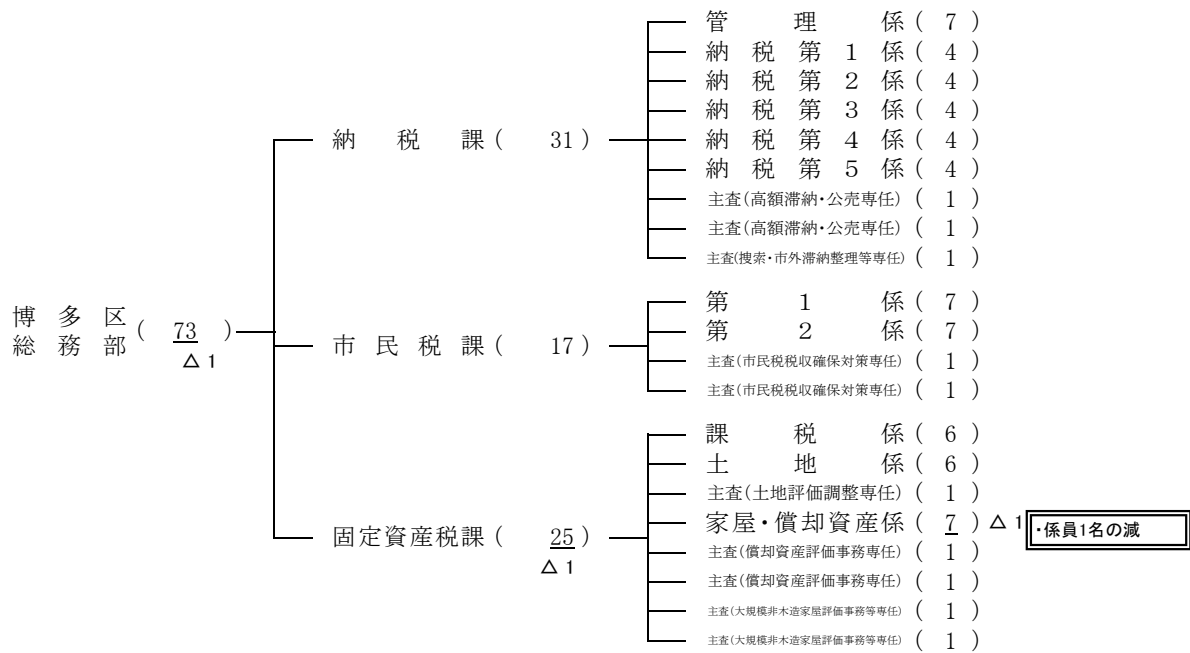 博多区
総務部 ( 73 )
△ 1
納税課 ( 31 )
管理係 ( 7 )
納税第１係 ( 4 )
納税第２係 ( 4 )
納税第３係 ( 4 )
納税第４係 ( 4 )
納税第５係 ( 4 )
主査(高額滞納・公売専任) ( 1 )
主査(高額滞納・公売専任) ( 1 )
主査(捜索・市外滞納整理等専任) ( 1 )
市民税課 ( 17 )
第１係 ( 7 )
第２係 ( 7 )
主査(市民税税収確保対策専任) ( 1 )
主査(市民税税収確保対策専任) ( 1 )
固定資産税課 ( 25 )
△ 1
課税係 ( 6 )
土地係 ( 6 )
主査(土地評価調整専任) ( 1 )
家屋・償却資産係 ( 7 ) △ 1 ・係員1名の減
主査(償却資産評価事務専任) ( 1 )
主査(償却資産評価事務専任) ( 1 )
主査(大規模非木造家屋評価事務等専任) ( 1 )
主査(大規模非木造家屋評価事務等専任) ( 1 )